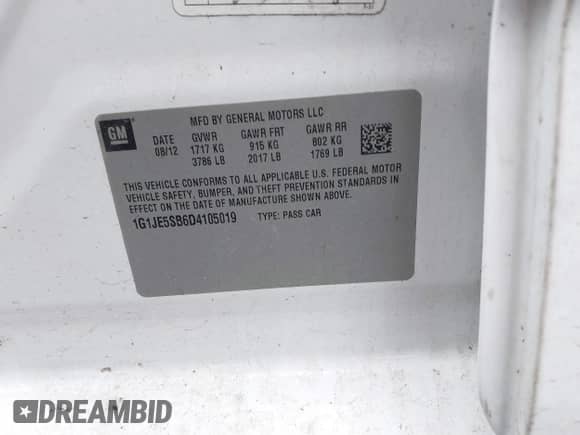 GM
MFD BY GENERAL MOTORS LLC
DATE GVWR GAWR FRT GAWR RR
08/12 1717 KG 915 KG 802 KG
3786 LB 2017 LB 1769 LB
THIS VEHICLE CONFORMS TO ALL APPLICABLE U.S. FEDERAL MOTOR
VEHICLE SAFETY, BUMPER, AND THEFT PREVENTION STANDARDS IN
EFFECT ON THE DATE OF MANUFACTURE SHOWN ABOVE.
1G1JE5SB6D4105019 TYPE: PASS CAR
DREAMBID